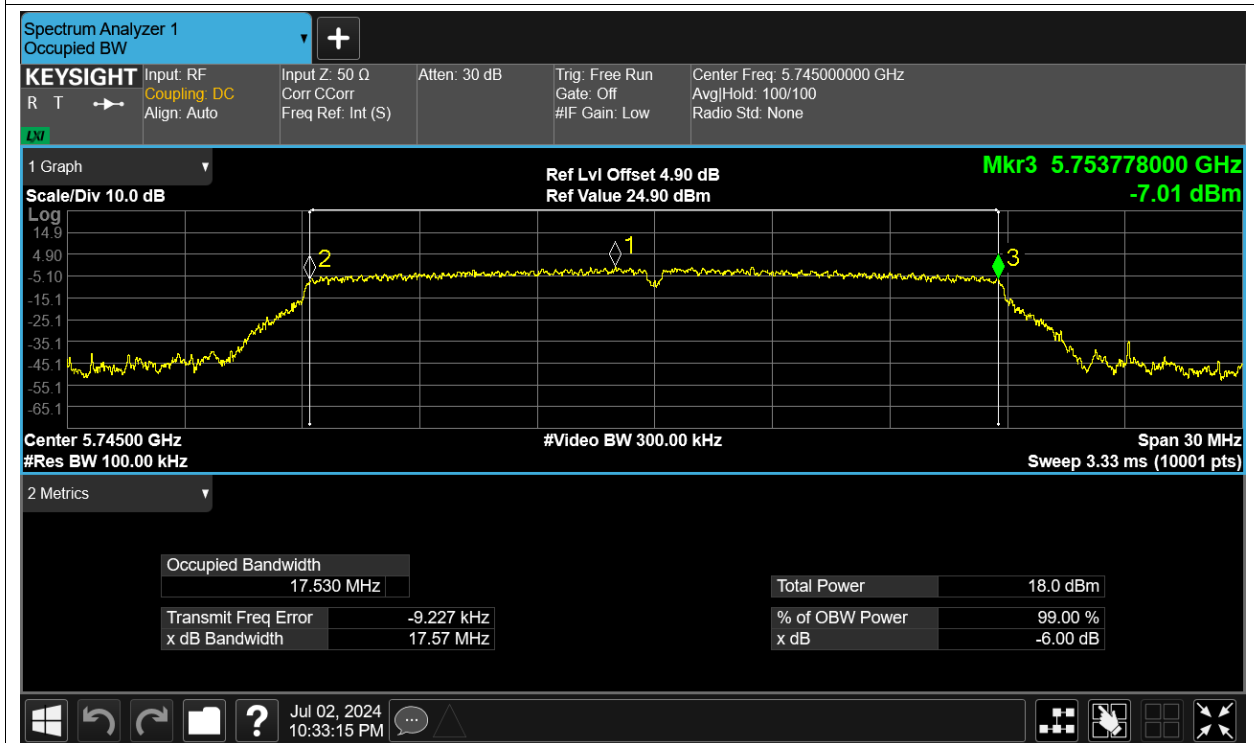 Spectrum Analyzer 1
Occupied BW
KEYSIGHT
R T
LXI
Input: RF
Coupling: DC
Align: Auto
Input Z: 50 Ω
Corr CCorr
Freq Ref: Int (S)
Atten: 30 dB
Trig: Free Run
Gate: Off
#IF Gain: Low
Center Freq: 5.745000000 GHz
Avg|Hold: 100/100
Radio Std: None
1 Graph
Scale/Div 10.0 dB
Ref Lvl Offset 4.90 dB
Ref Value 24.90 dBm
Mkr3 5.753778000 GHz
-7.01 dBm
Log
14.9
4.90
-5.10
-15.1
-25.1
-35.1
-45.1
-55.1
-65.1
2
1
3
Center 5.74500 GHz
#Video BW 300.00 kHz
Span 30 MHz
#Res BW 100.00 kHz
Sweep 3.33 ms (10001 pts)
2 Metrics
Occupied Bandwidth
17.530 MHz
Total Power 18.0 dBm
Transmit Freq Error -9.227 kHz
% of OBW Power 99.00 %
x dB Bandwidth 17.57 MHz
x dB -6.00 dB
?
Jul 02, 2024
10:33:15 PM